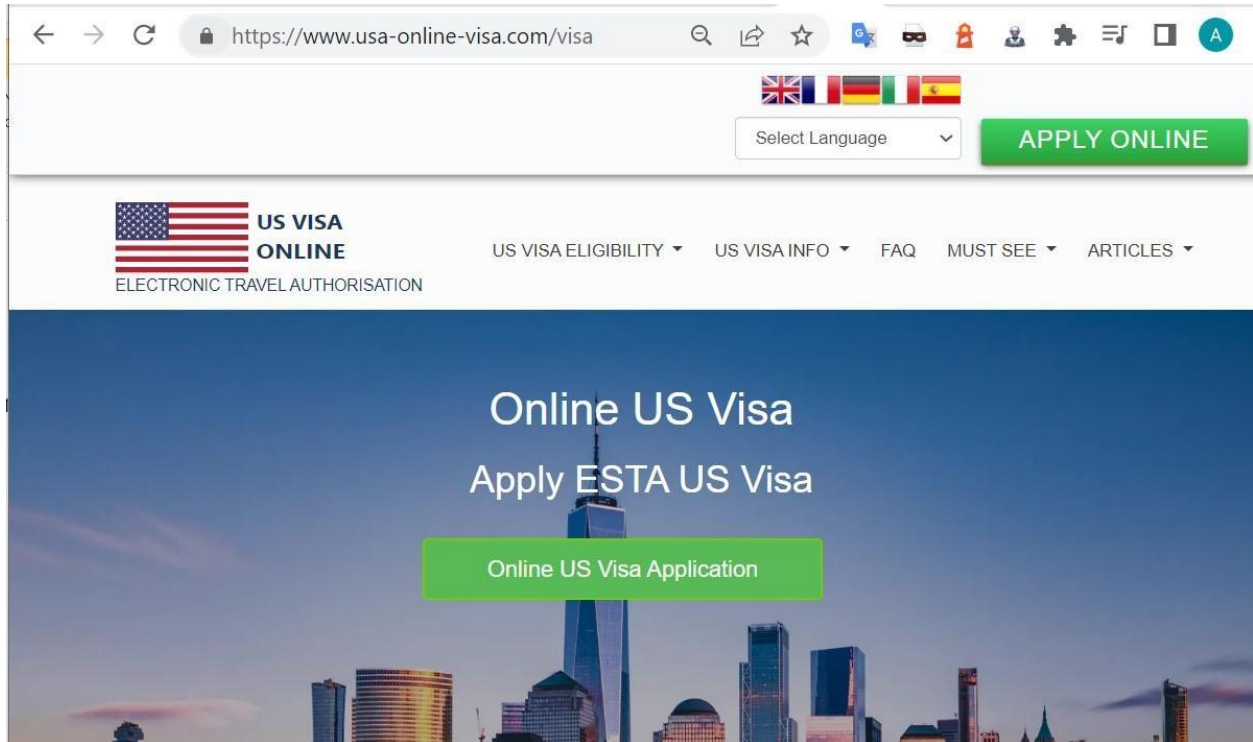 https://www.usa-online-visa.com/visa
A
Select Language
APPLY ONLINE
US VISA
ONLINE
ELECTRONIC TRAVEL AUTHORISATION
US VISA ELIGIBILITY
US VISA INFO
FAQ
MUST SEE
ARTICLES
Online US Visa
Apply ESTA US Visa
Online US Visa Application